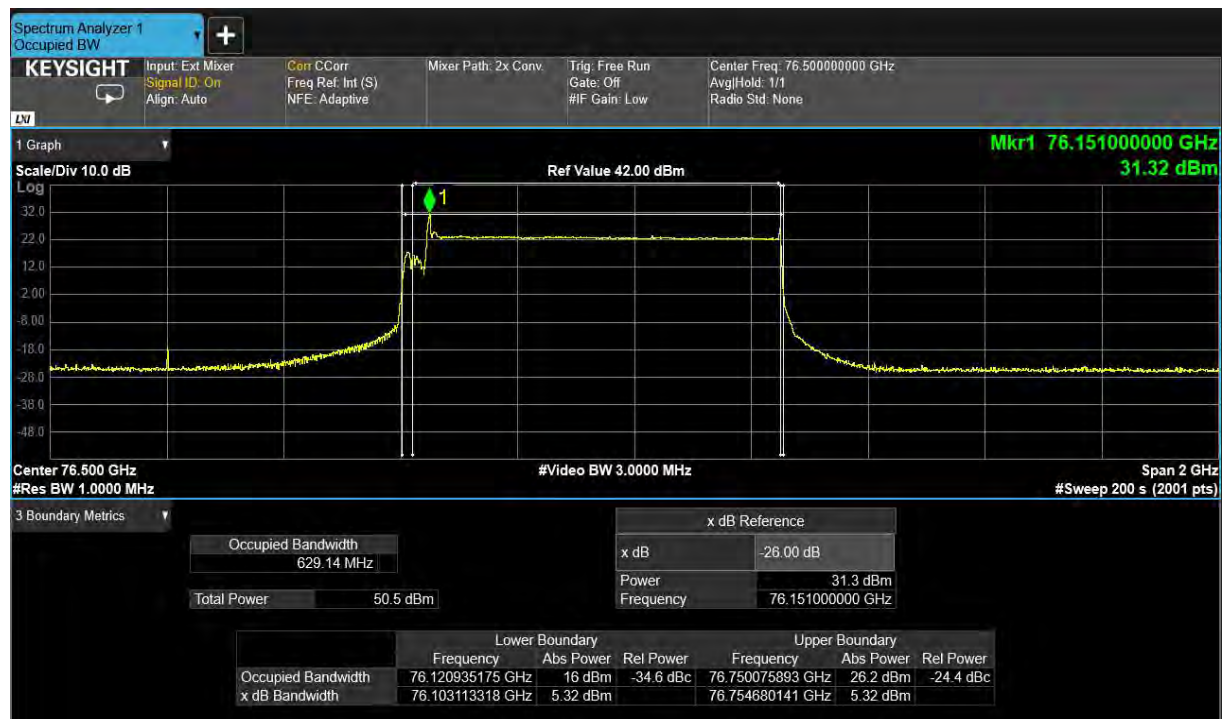 Spectrum Analyzer 1
Occupied BW
+
KEYSIGHT
LXI
Input: Ext Mixer
Signal ID: On
Align: Auto
Corr CCorr
Freq Ref: Int (S)
NFE: Adaptive
Mixer Path: 2x Conv.
Trig: Free Run
Gate: Off
#IF Gain: Low
Center Freq: 76.500000000 GHz
Avg|Hold: 1/1
Radio Std: None
1 Graph
Mkr1 76.151000000 GHz
31.32 dBm
Scale/Div 10.0 dB
Ref Value 42.00 dBm
Log
1
32.0
22.0
12.0
2.00
-8.00
-18.0
-28.0
-38.0
-48.0
Center 76.500 GHz
#Video BW 3.0000 MHz
Span 2 GHz
#Res BW 1.0000 MHz
#Sweep 200 s (2001 pts)
3 Boundary Metrics
Occupied Bandwidth
629.14 MHz
Total Power 50.5 dBm
x dB Reference
x dB -26.00 dB
Power 31.3 dBm
Frequency 76.151000000 GHz
Lower Boundary Upper Boundary
Frequency Abs Power Rel Power Frequency Abs Power Rel Power
Occupied Bandwidth 76.120935175 GHz 16 dBm -34.6 dBc 76.750075893 GHz 26.2 dBm -24.4 dBc
x dB Bandwidth 76.103113318 GHz 5.32 dBm 76.754680141 GHz 5.32 dBm